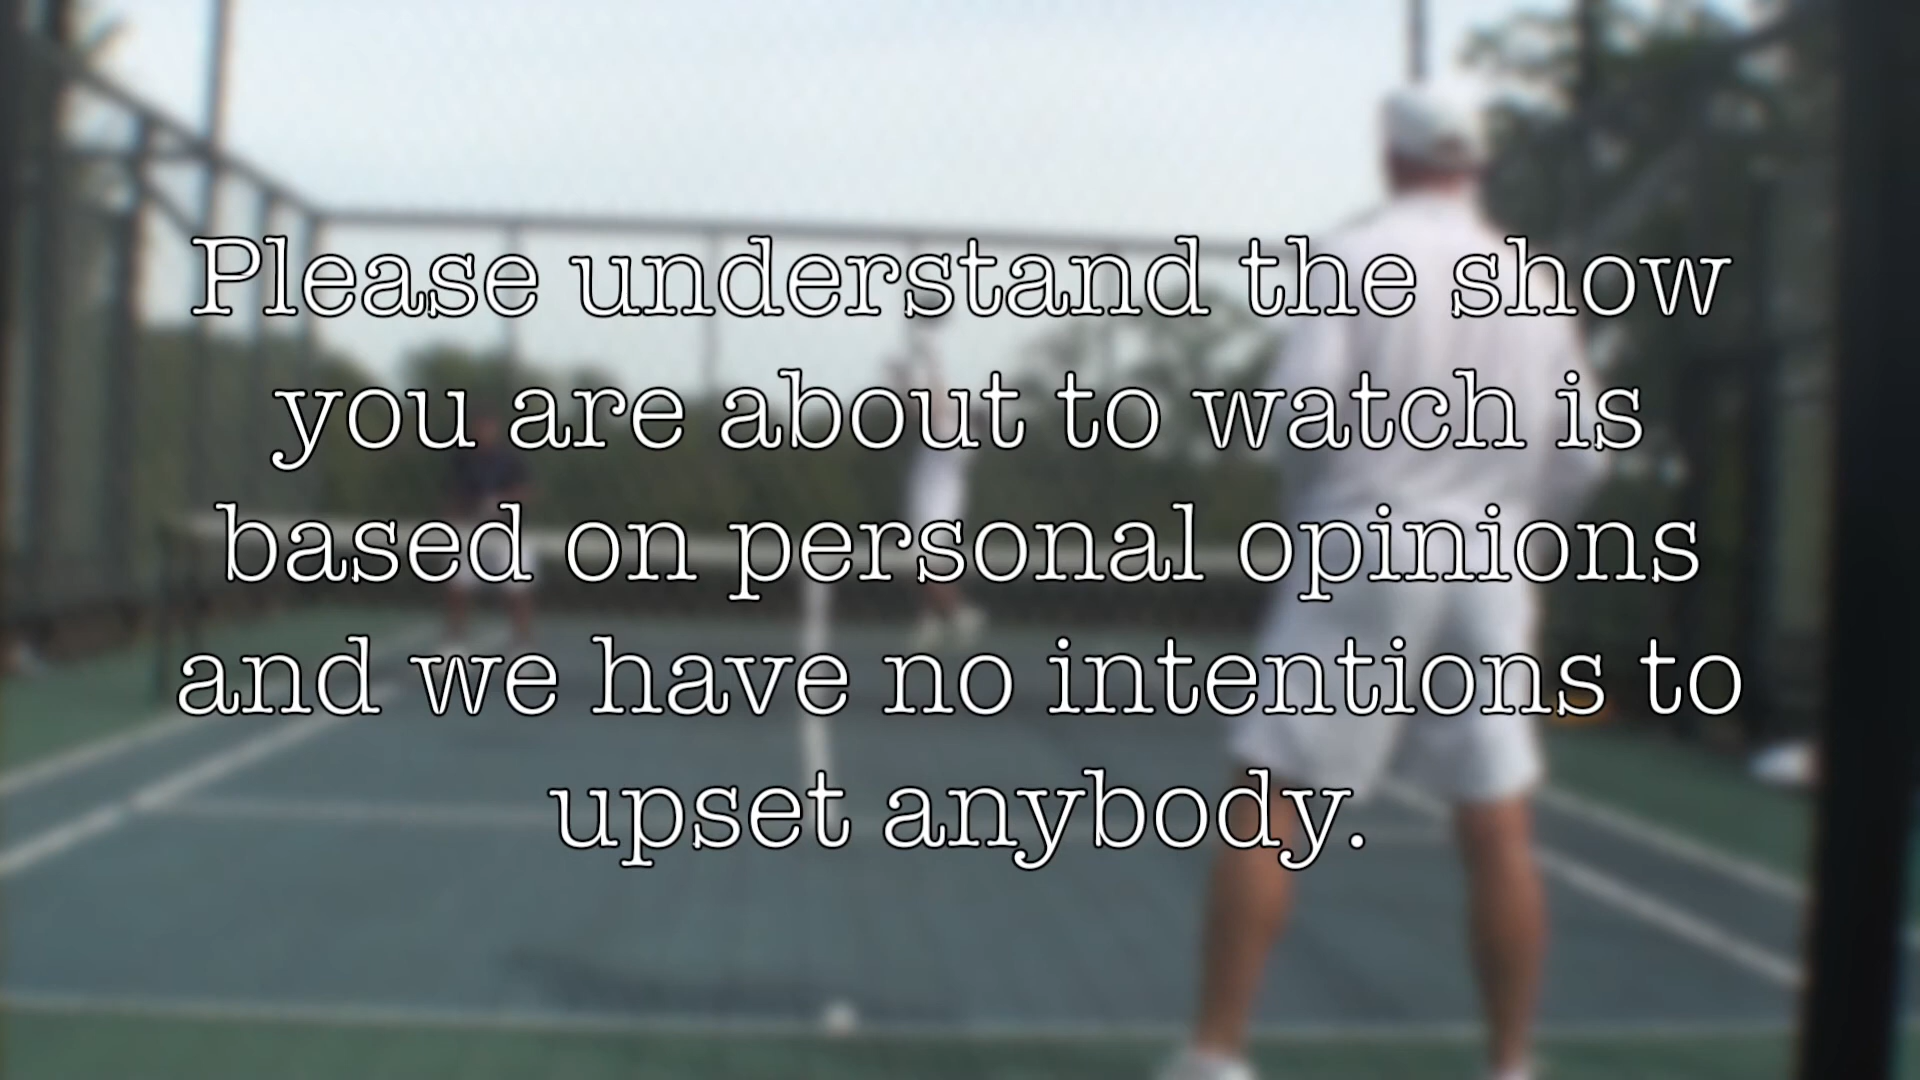 Please understand the show
you are about to watch is
based on personal opinions
and we have no intentions to
upset anybody.